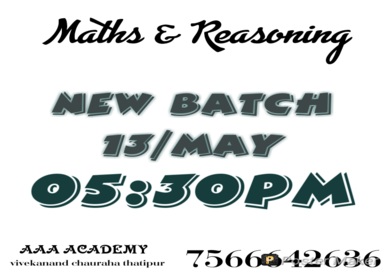 Maths & Reasoning
NEW BATCH
13/MAY
05:30PM
AAA ACADEMY
vivekanand chauraha thatipur
7566642636